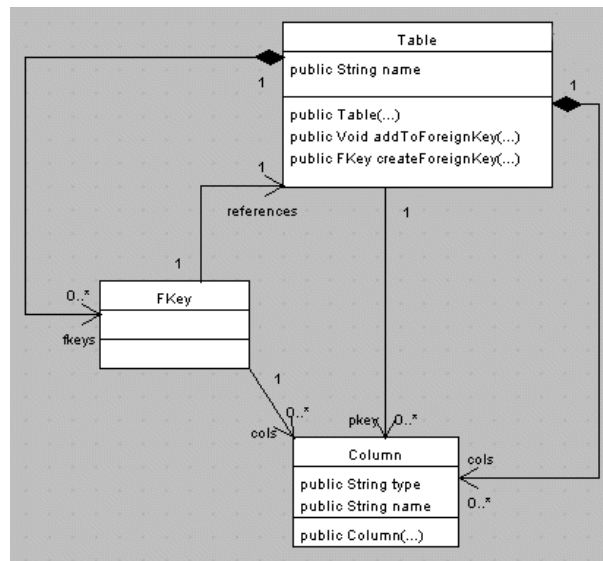 Table
public String name
1
1
public Table(...)
public Void addToForeignKey(...)
public FKey createForeignKey(...)
1
references
1
1
0..*
FKey
fkeys
1
0..*
cols
pkey
0..*
Column
cols
public String type
public String name
0..*
public Column(...)